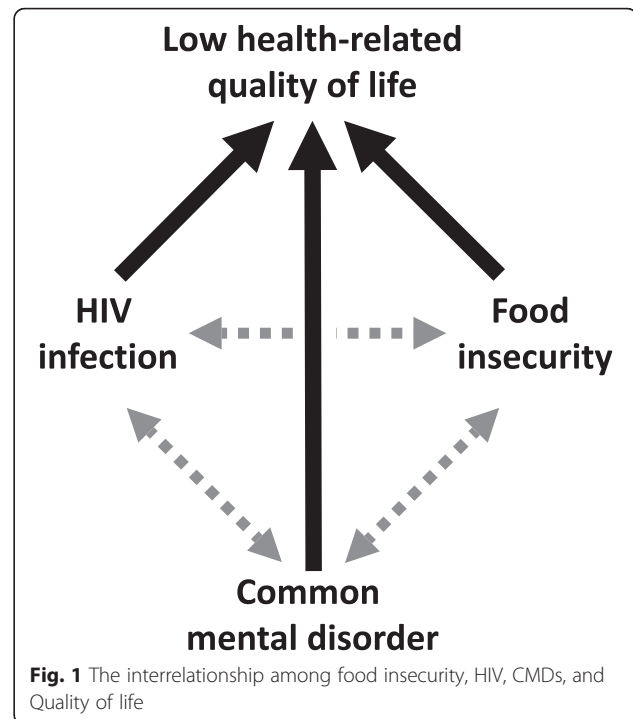 Low health-related
quality of life
HIV
infection
Food
insecurity
Common
mental disorder
Fig. 1 The interrelationship among food insecurity, HIV, CMDs, and
Quality of life